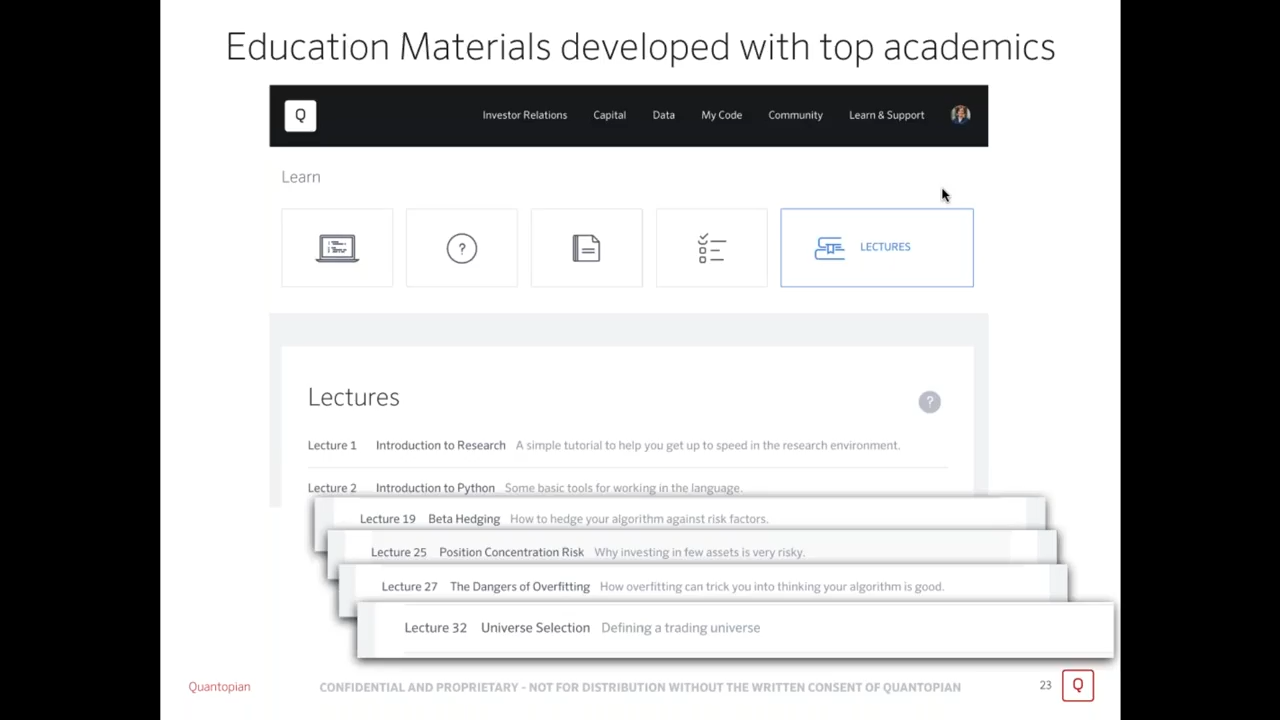 Education Materials developed with top academics
Q Investor Relations Capital Data My Code Community Learn & Support
Learn
? LECTURES
Lectures ?
Lecture 1 Introduction to Research A simple tutorial to help you get up to speed in the research environment.
Lecture 2 Introduction to Python Some basic tools for working in the language.
Lecture 19 Beta Hedging How to hedge your algorithm against risk factors.
Lecture 25 Position Concentration Risk Why investing in few assets is very risky.
Lecture 27 The Dangers of Overfitting How overfitting can trick you into thinking your algorithm is good.
Lecture 32 Universe Selection Defining a trading universe
Quantopian CONFIDENTIAL AND PROPRIETARY - NOT FOR DISTRIBUTION WITHOUT THE WRITTEN CONSENT OF QUANTOPIAN 23 Q